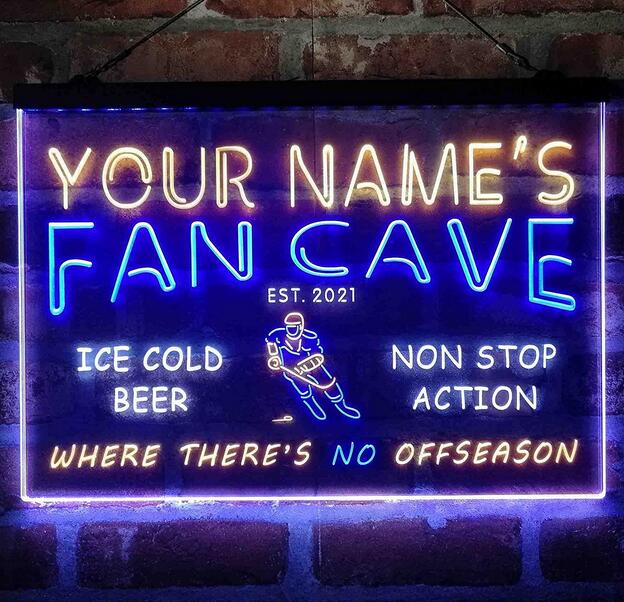 YOUR NAME'S
FAN CAVE
EST. 2021
ICE COLD
BEER
NON STOP
ACTION
WHERE THERE'S NO OFFSEASON